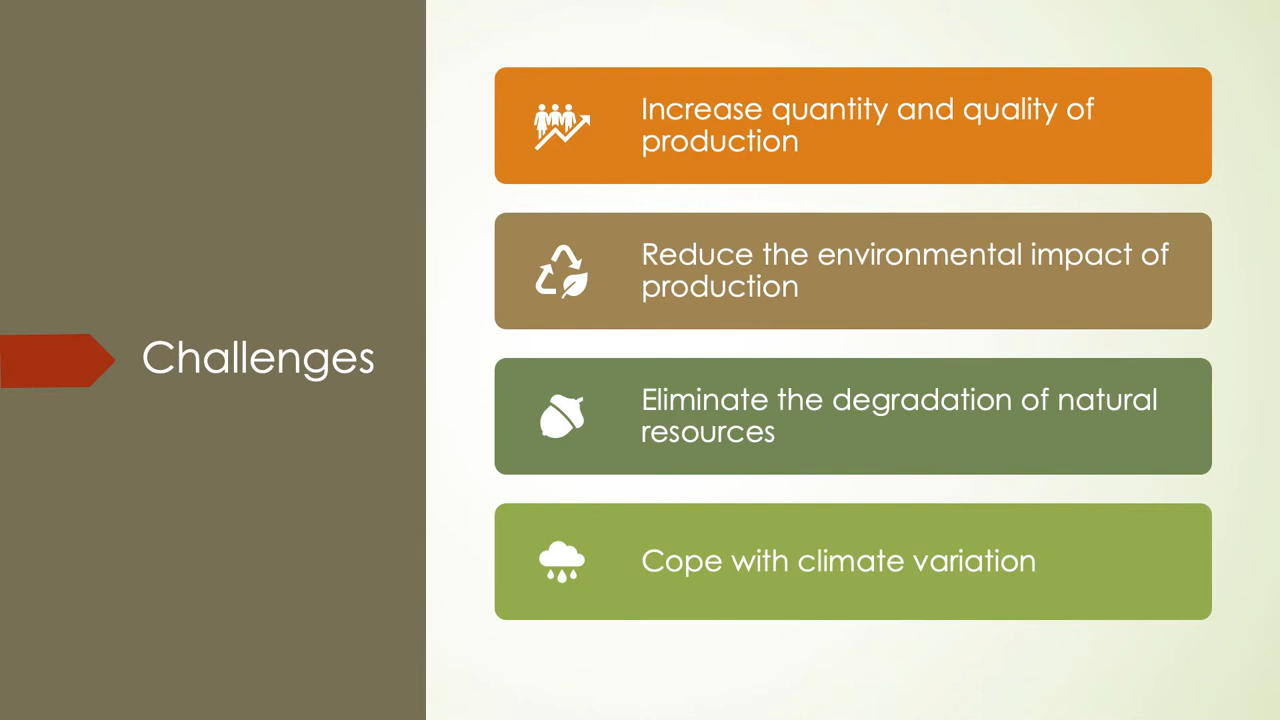 Challenges
Increase quantity and quality of
production
Reduce the environmental impact of
production
Eliminate the degradation of natural
resources
Cope with climate variation